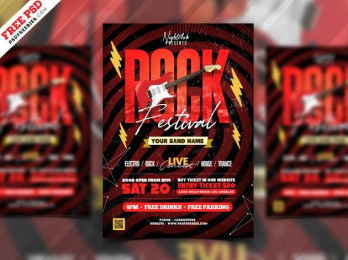 FREE PSD
PSDFREEBIES.COM
Nightclub
PRESENTS
ROCK
Festival
YOUR BAND NAME
ELECTRO / ROCK / LIVE / HOUSE / TRANCE
DOOR OPEN FROM 8PM
SAT 20
BUY TICKET IN OUR WEBSITE
ENTRY TICKET $20
6PM • FREE DRINKS • FREE PARKING